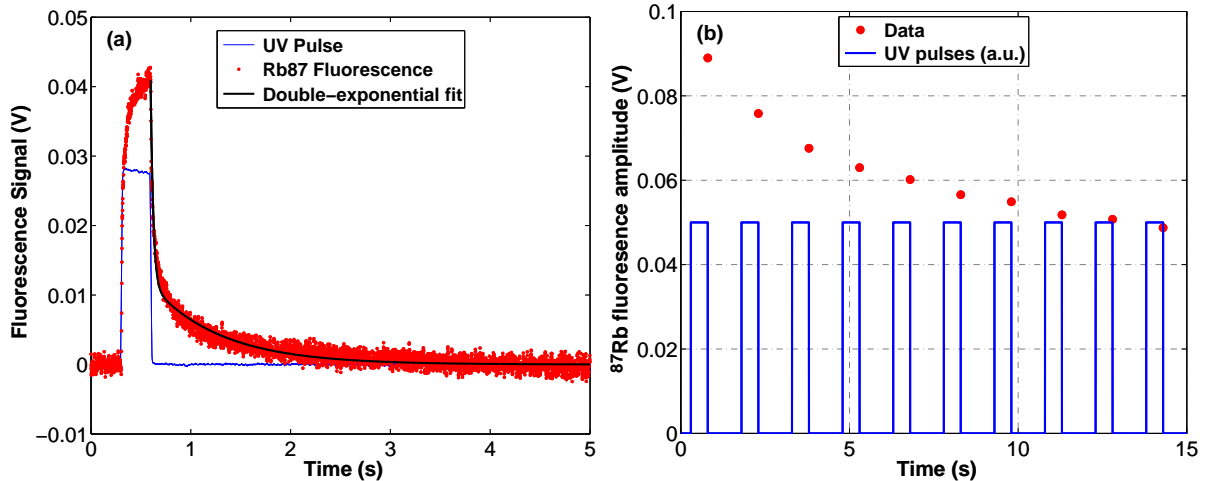 (a)
UV Pulse
Rb87 Fluorescence
Double−exponential fit
Fluorescence Signal (V)
0.05
0.04
0.03
0.02
0.01
0
−0.01
0 1 2 3 4 5
Time (s)
(b)
Data
UV pulses (a.u.)
87Rb fluoresence amplitude (V)
0.1
0.08
0.06
0.04
0.02
0
0 5 10 15
Time (s)